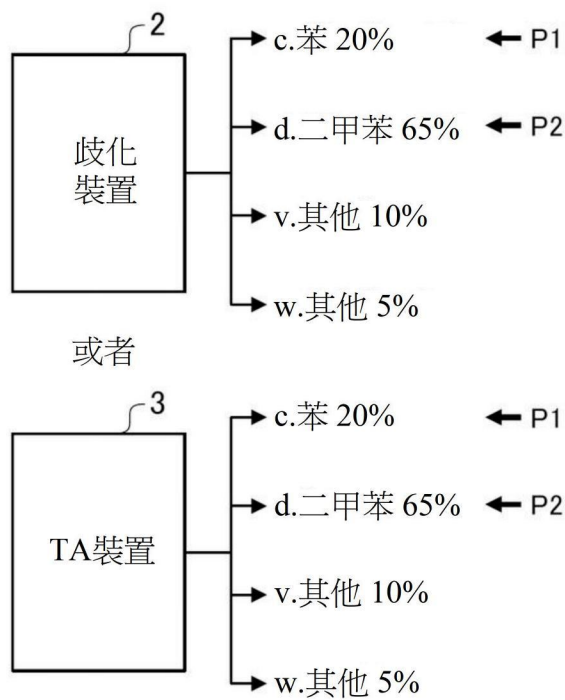 2
歧化
裝置
c.苯 20%
P1
d.二甲苯 65%
P2
v.其他 10%
w.其他 5%
或者
3
TA裝置
c.苯 20%
P1
d.二甲苯 65%
P2
v.其他 10%
w.其他 5%